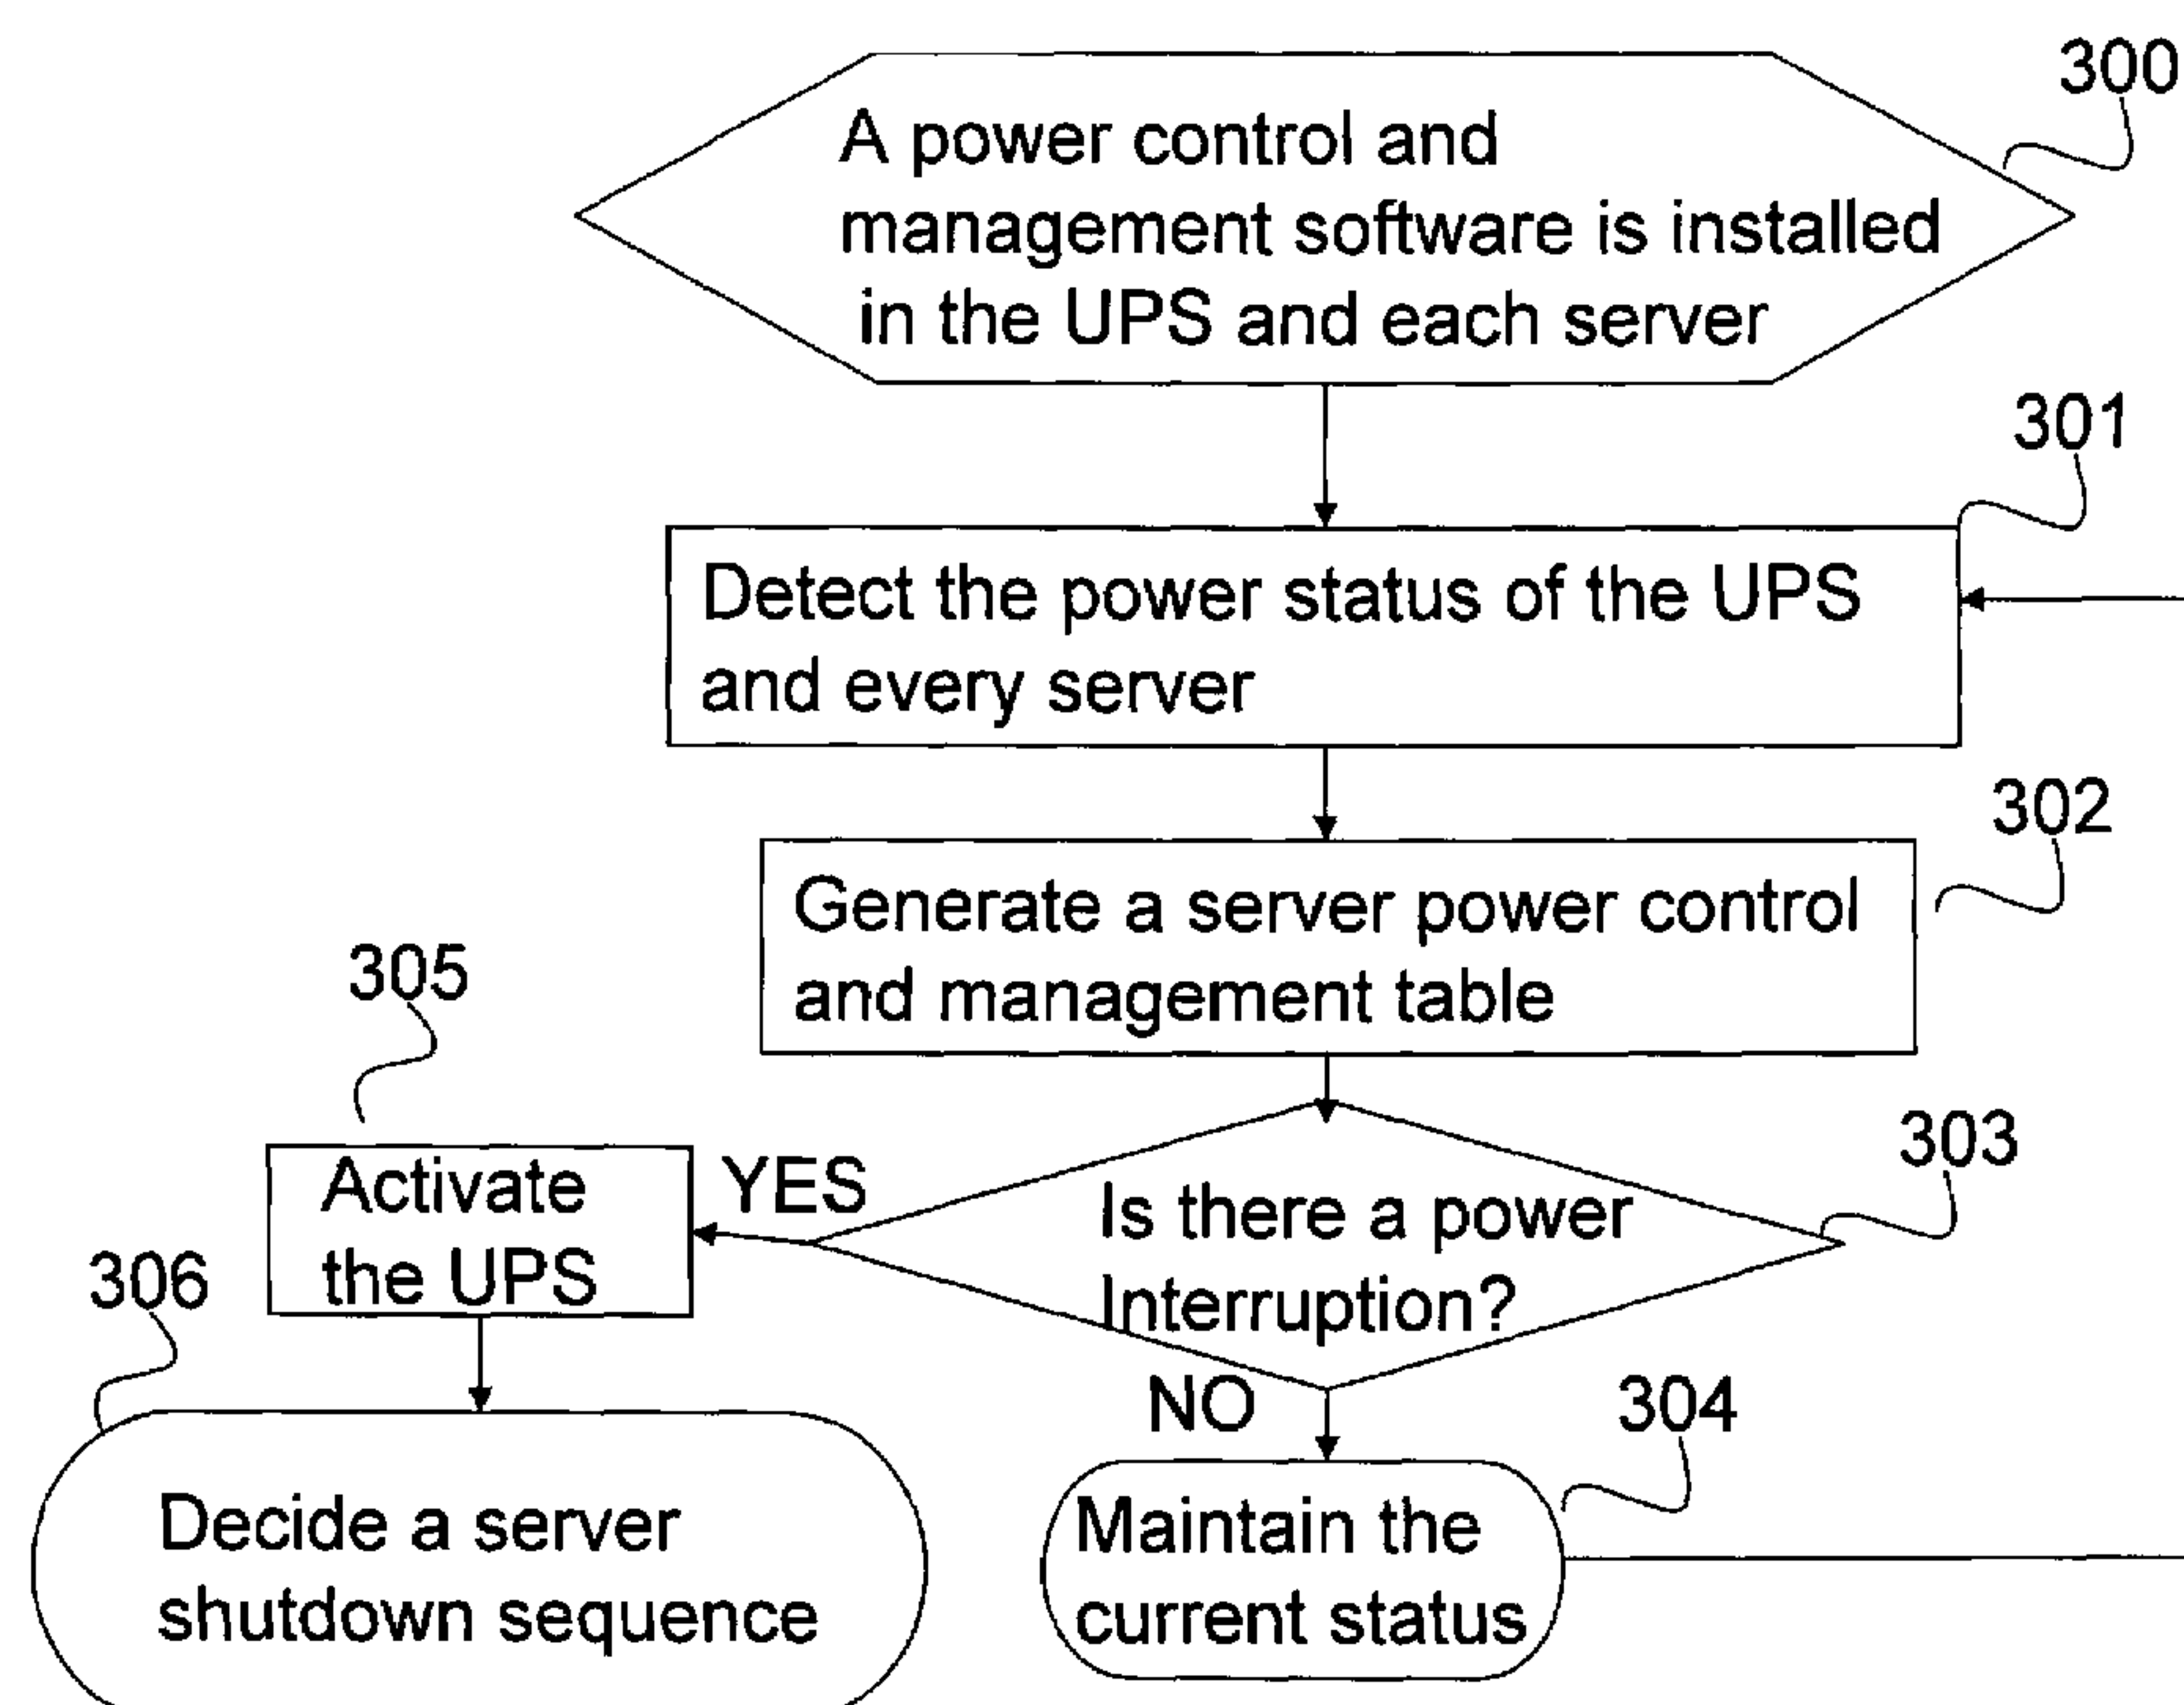 300
A power control and
management software is installed
in the UPS and each server
301
Detect the power status of the UPS
and every server
302
Generate a server power control
and management table
305
303
Activate
the UPS
YES
Is there a power
Interruption?
306
NO
304
Decide a server
shutdown sequence
Maintain the
current status